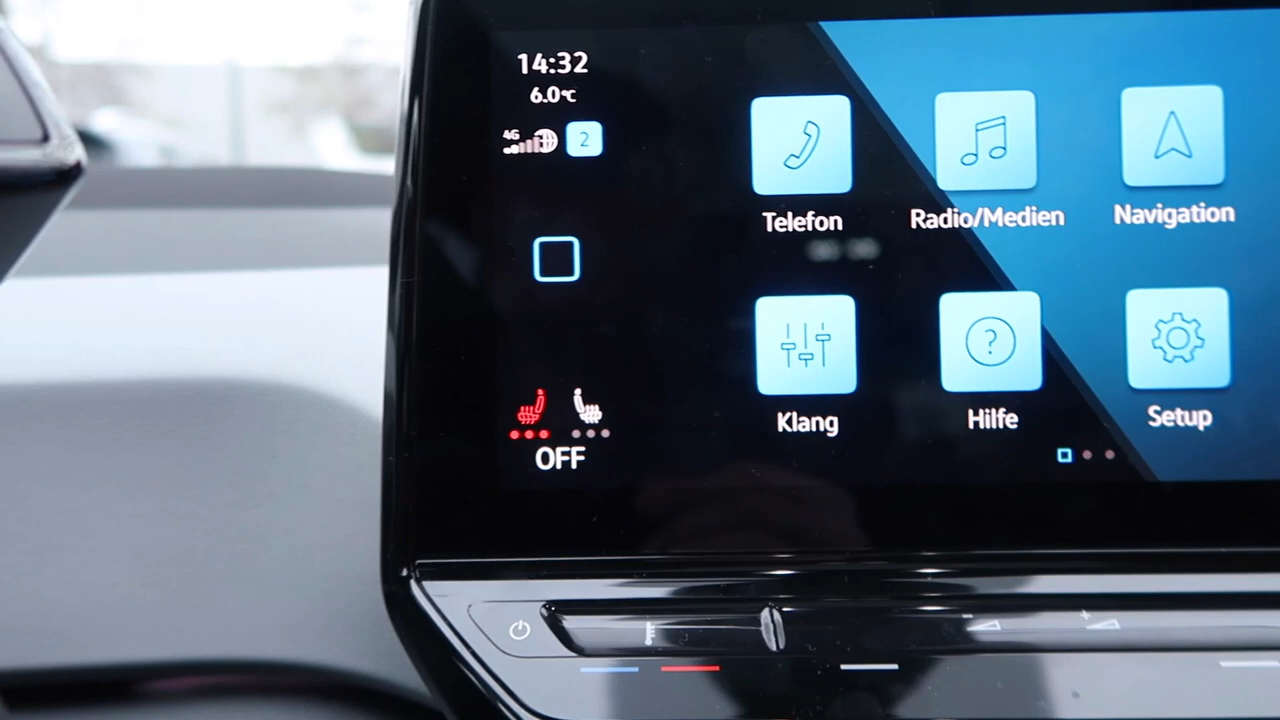 14:32
6.0°C
4G
2
Telefon
Radio/Medien
Navigation
Klang
?
Hilfe
Setup
OFF
- +